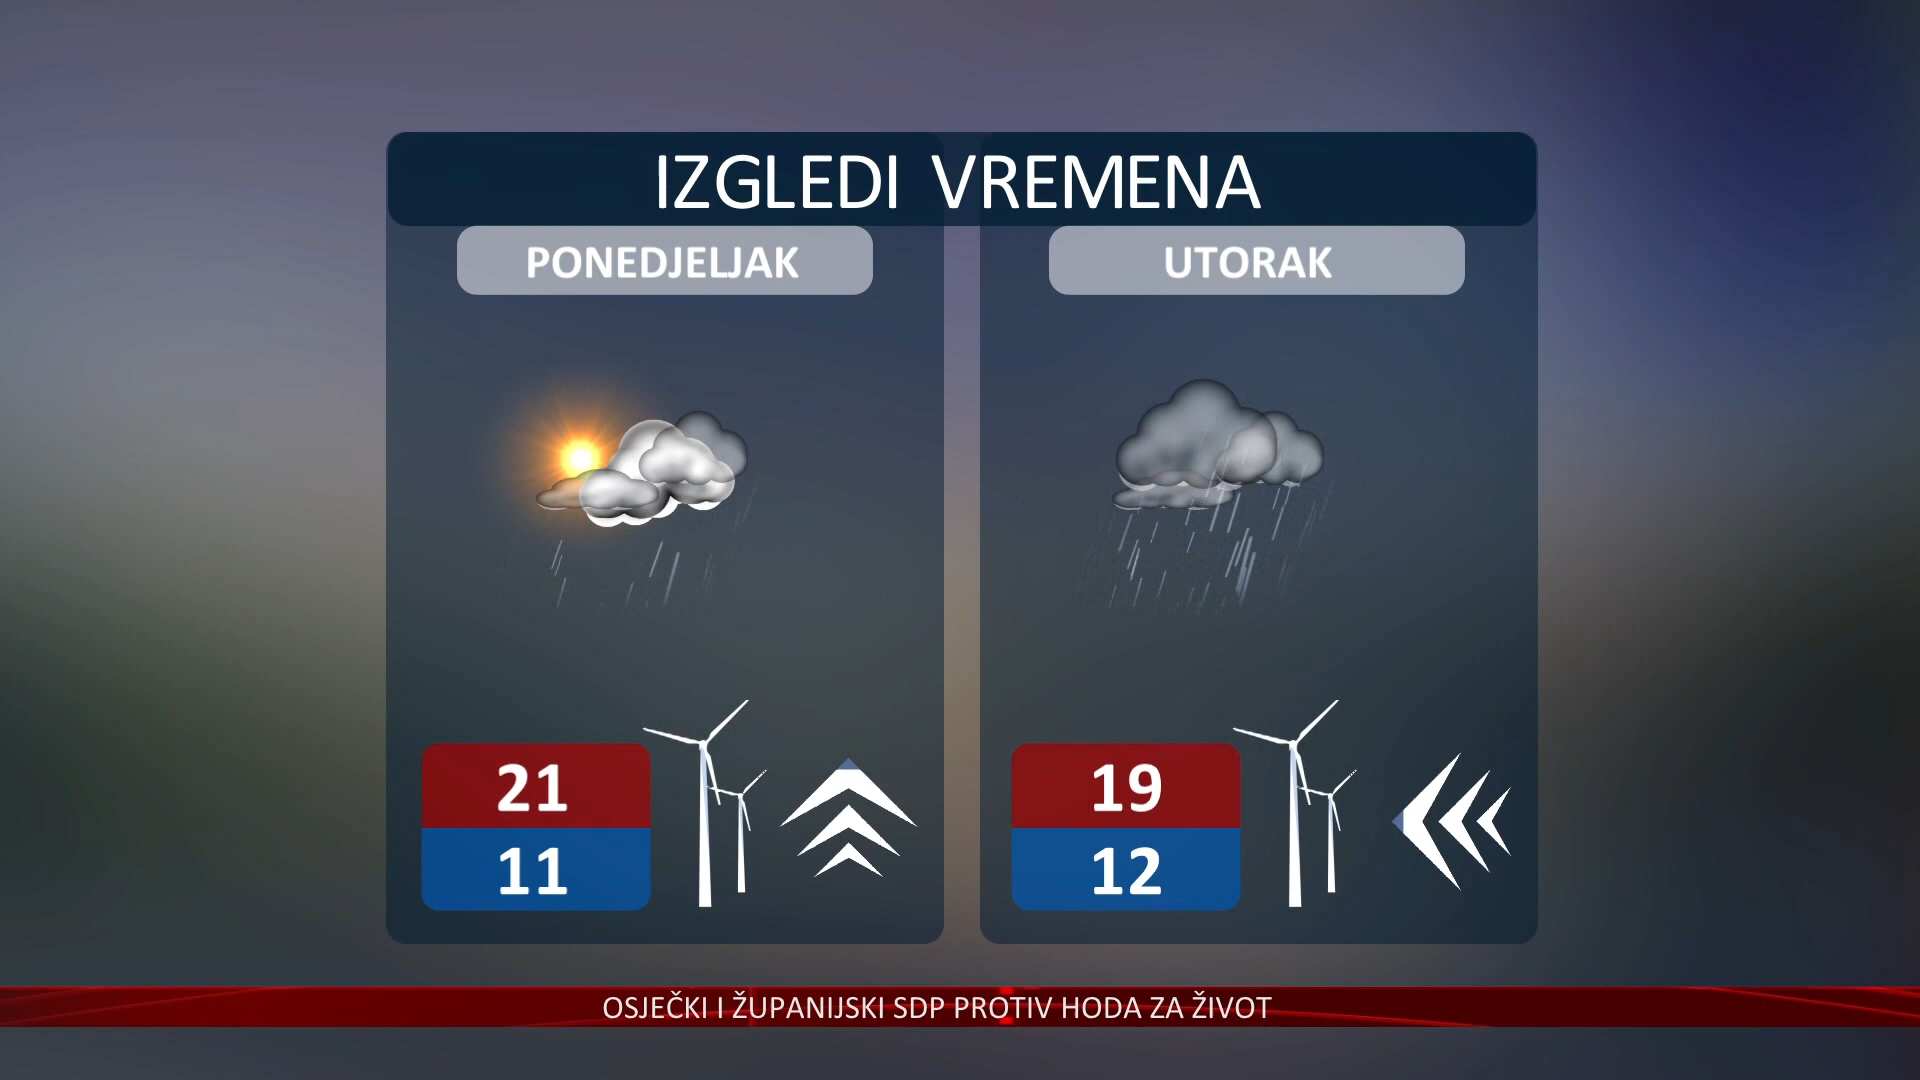 IZGLEDI VREMENA
PONEDJELJAK
UTORAK
21
11
19
12
OSJEČKI I ŽUPANIJSKI SDP PROTIV HODA ZA ŽIVOT